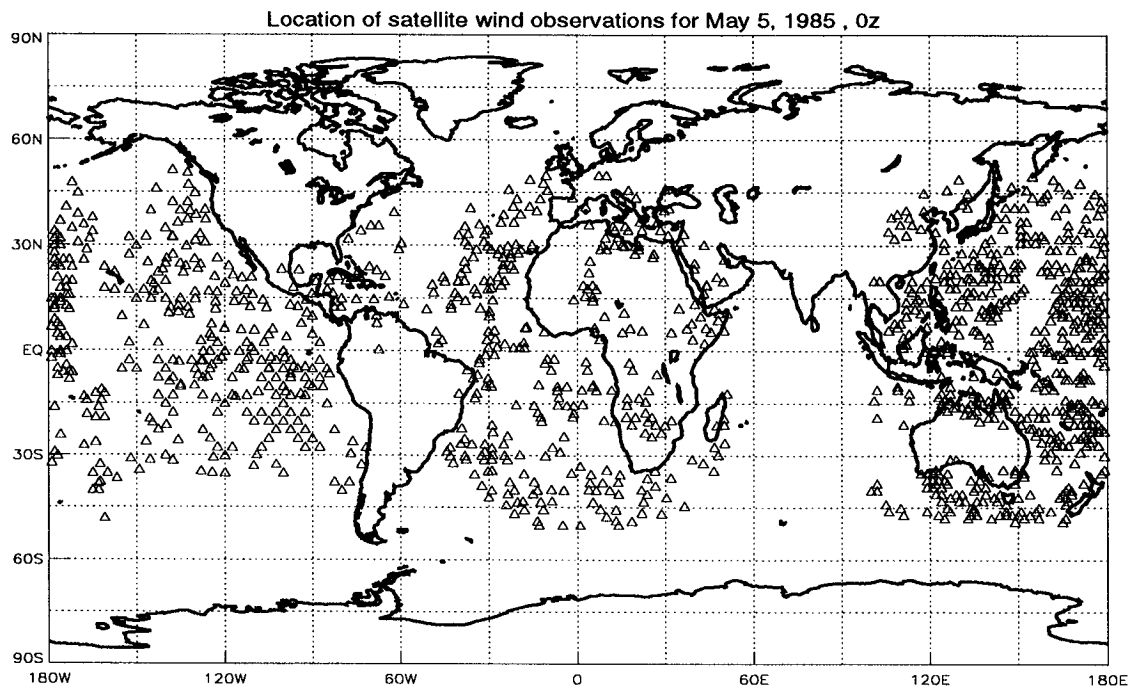 Location of satellite wind observations for May 5, 1985 , 0z
90N
60N
30N
EQ
30S
60S
90S
180W 120W 60W 0 60E 120E 180E